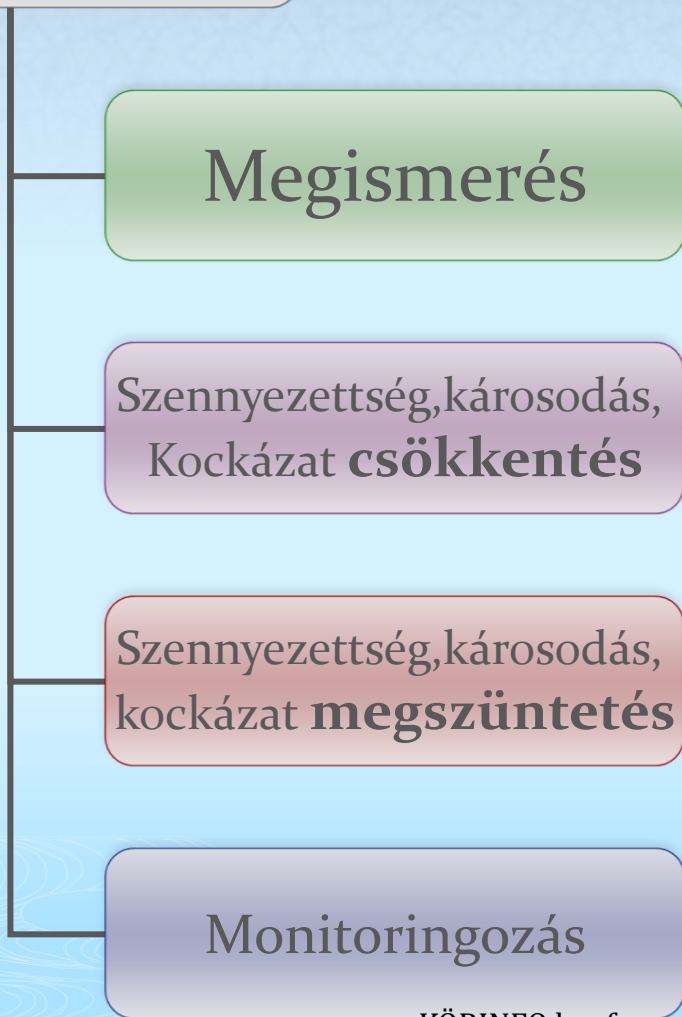 Megismerés
Szennyezettség,károsodás,
Kockázat csökkentés
Szennyezettség,károsodás,
kockázat megszüntetés
Monitoringozás